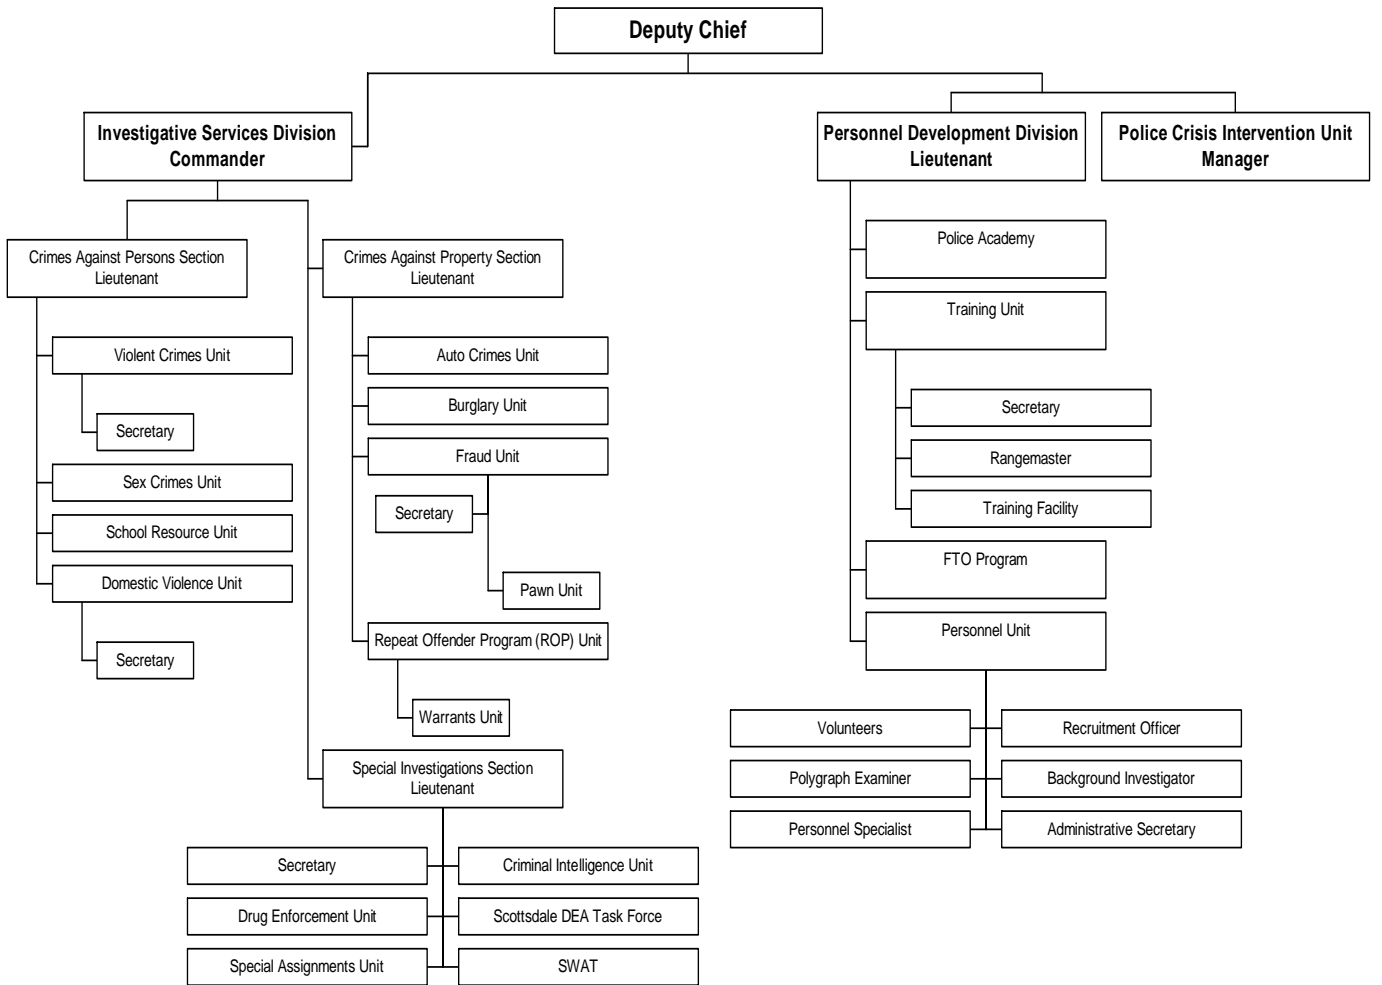 Deputy Chief
Investigative Services Division
Commander
Personnel Development Division
Lieutenant
Police Crisis Intervention Unit
Manager
Crimes Against Persons Section
Lieutenant
Violent Crimes Unit
Secretary
Sex Crimes Unit
School Resource Unit
Domestic Violence Unit
Secretary
Crimes Against Property Section
Lieutenant
Auto Crimes Unit
Burglary Unit
Fraud Unit
Secretary
Pawn Unit
Repeat Offender Program (ROP) Unit
Warrants Unit
Special Investigations Section
Lieutenant
Secretary
Criminal Intelligence Unit
Drug Enforcement Unit
Scottsdale DEA Task Force
Special Assignments Unit
SWAT
Police Academy
Training Unit
Secretary
Rangemaster
Training Facility
FTO Program
Personnel Unit
Volunteers
Recruitment Officer
Polygraph Examiner
Background Investigator
Personnel Specialist
Administrative Secretary